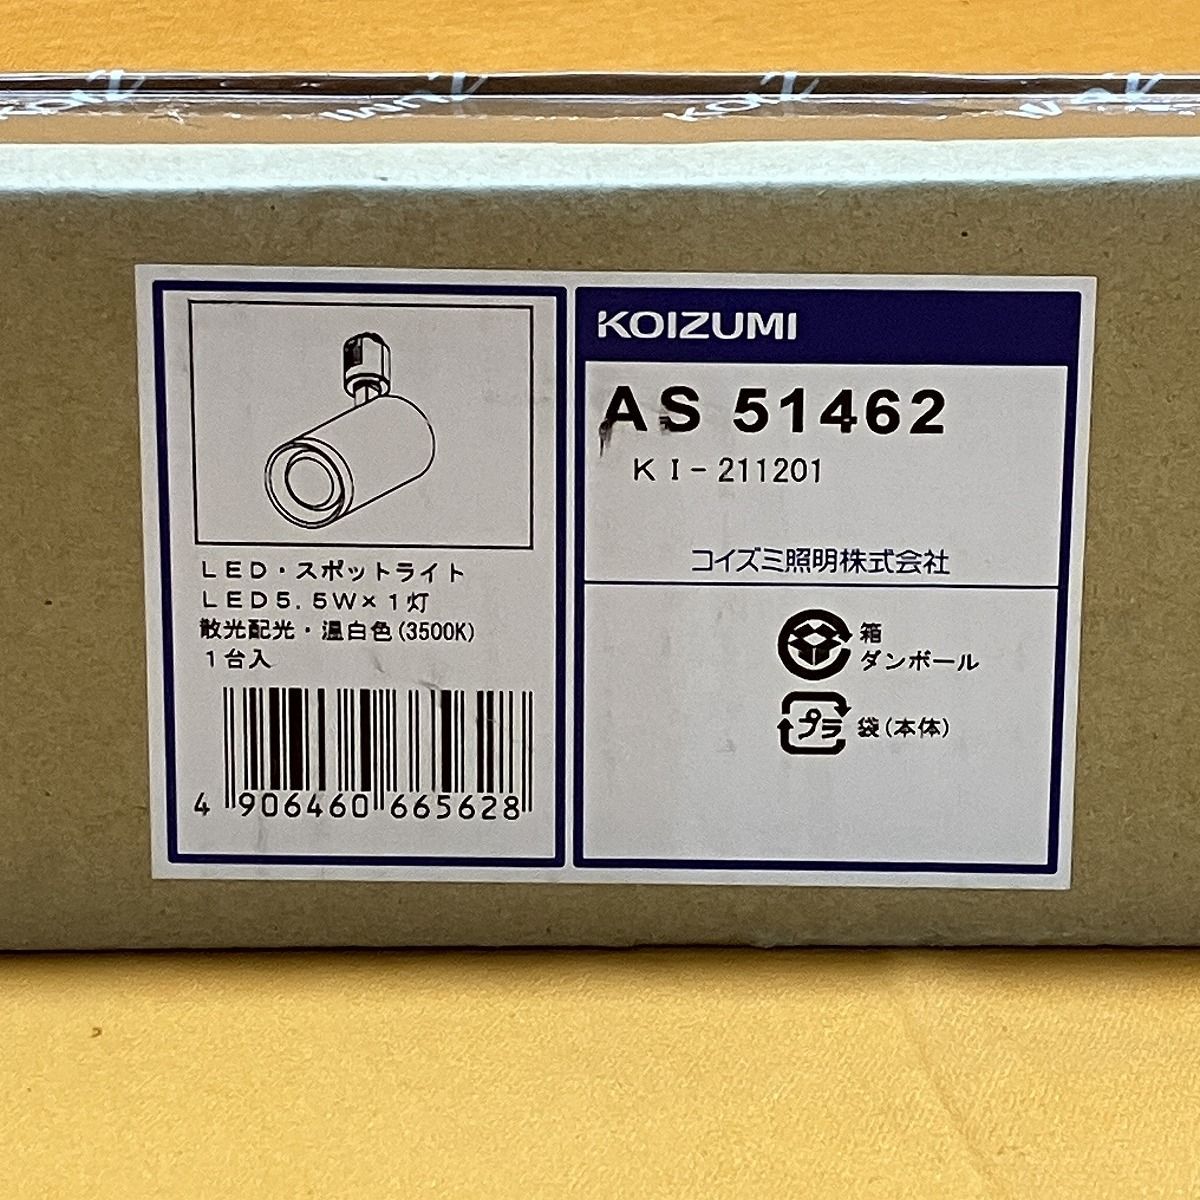 LED・スポットライト
LED5.5W×1灯
散光配光・温白色(3500K)
1台入
4 906460 665628
KOIZUMI
AS 51462
KI-211201
コイズミ照明株式会社
箱
ダンボール
プラ 袋(本体)